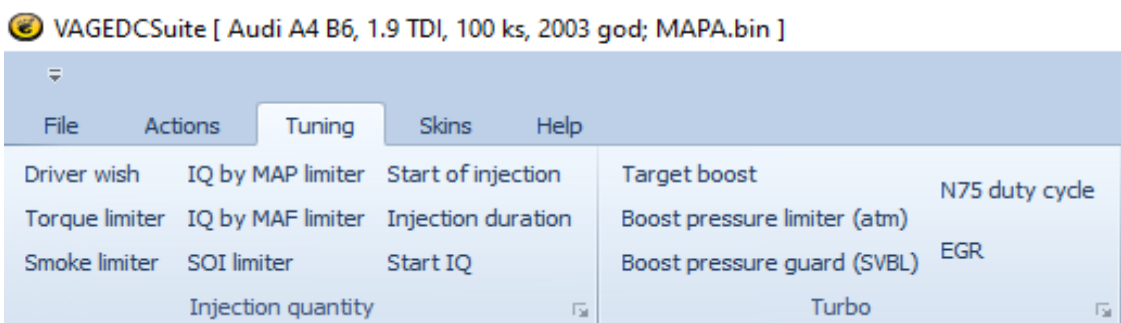 VAGEDCSuite [ Audi A4 B6, 1.9 TDI, 100 ks, 2003 god; MAPA.bin ]
File Actions Tuning Skins Help
Driver wish IQ by MAP limiter Start of injection
Torque limiter IQ by MAF limiter Injection duration
Smoke limiter SOI limiter Start IQ
Injection quantity
Target boost
Boost pressure limiter (atm)
Boost pressure guard (SVBL)
N75 duty cycle
EGR
Turbo